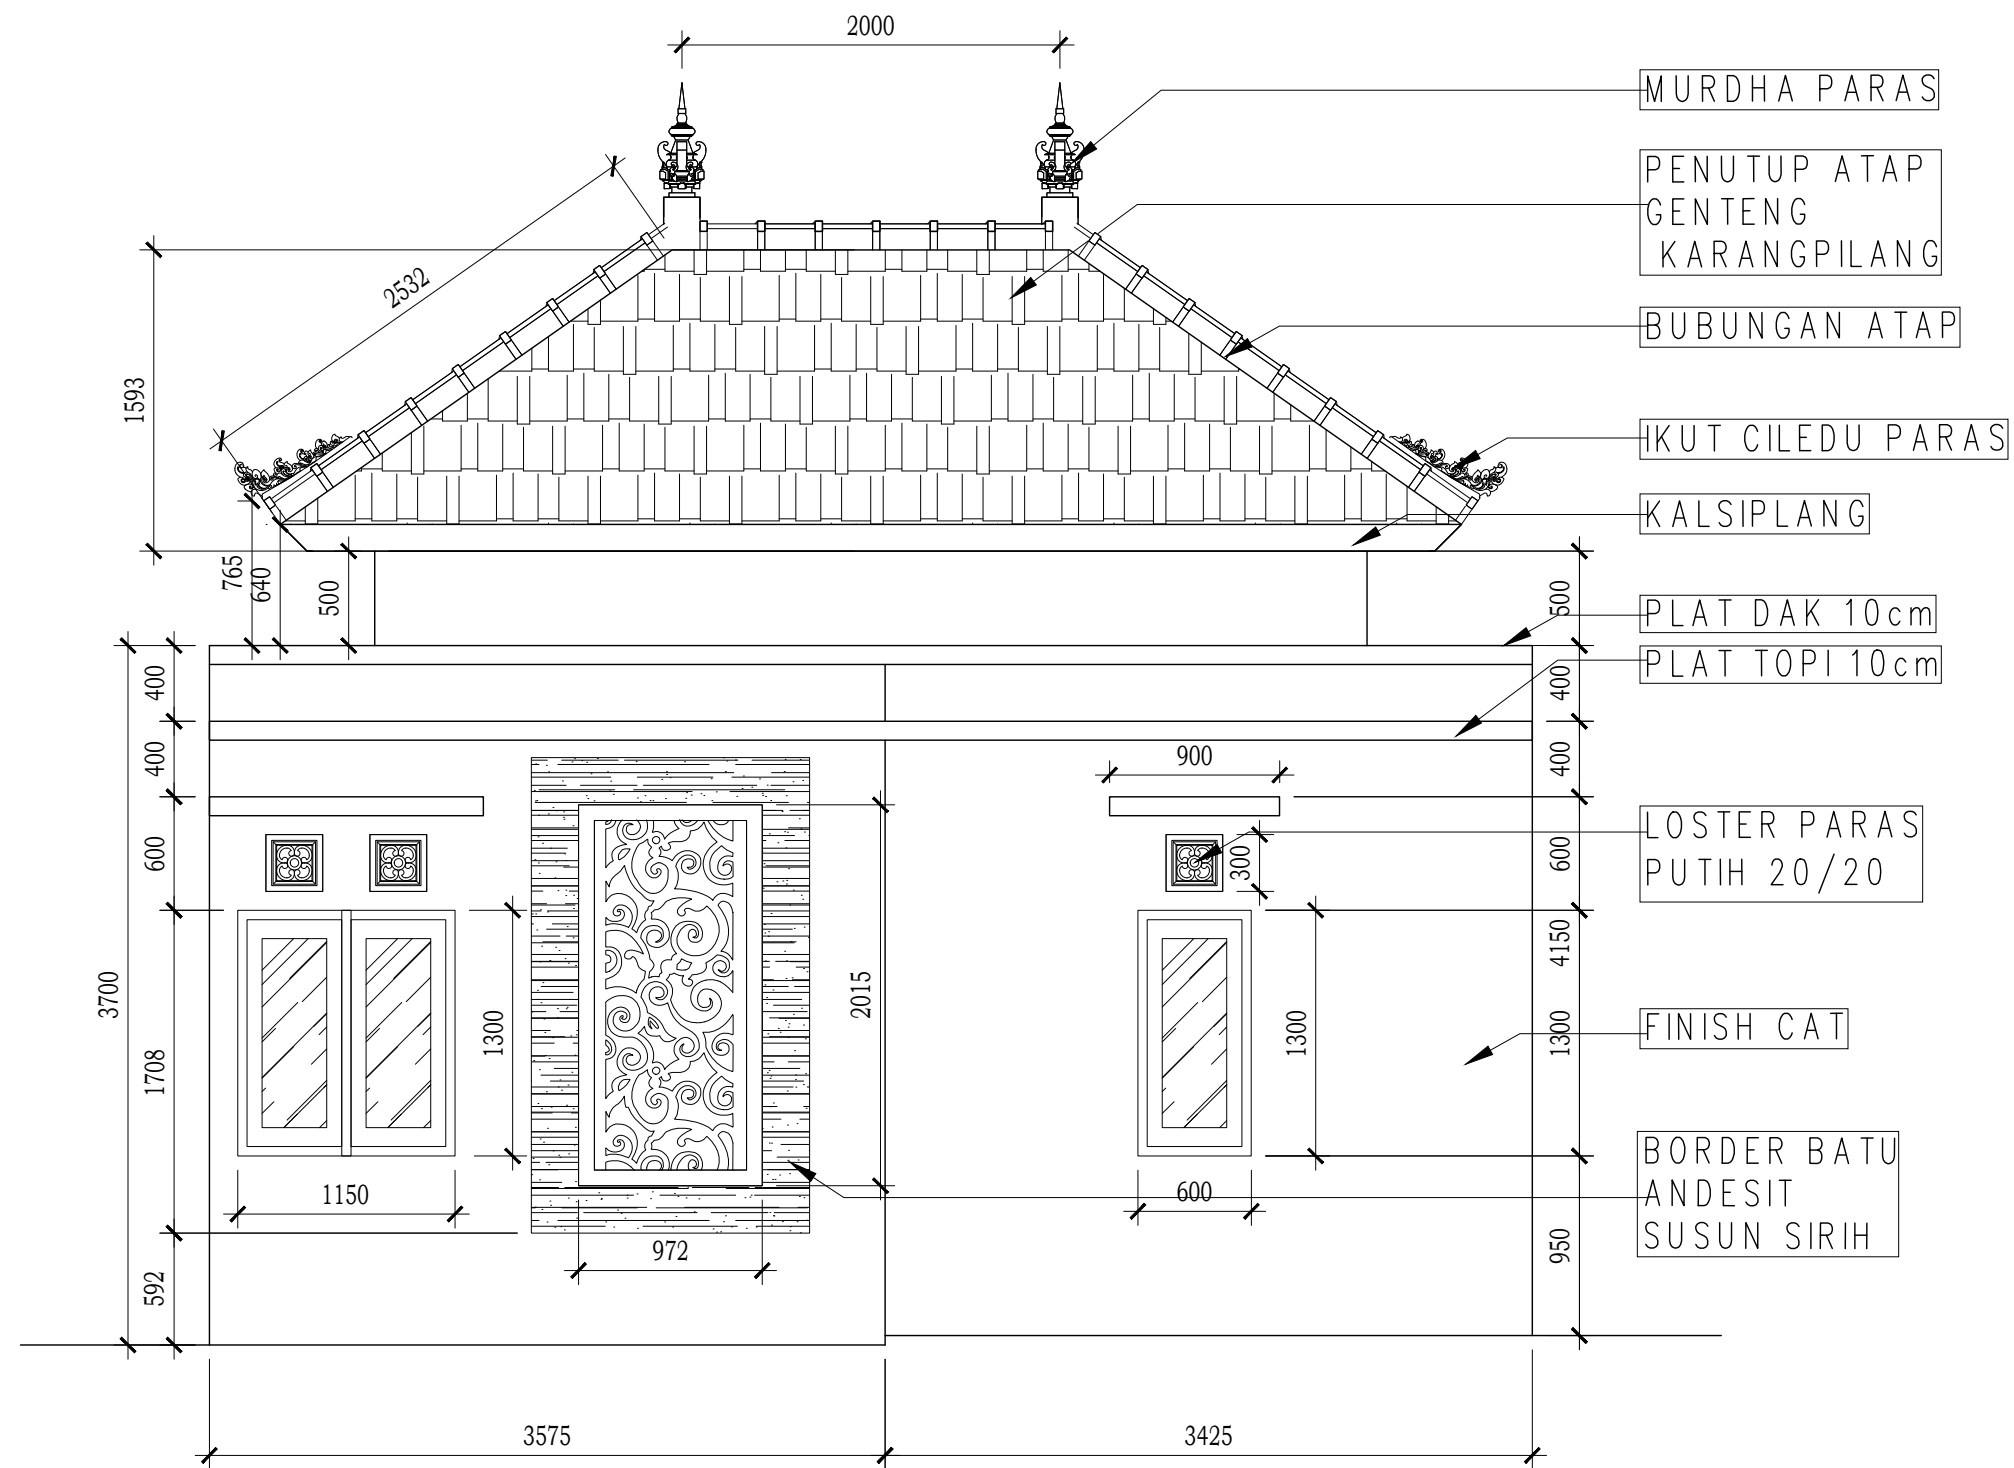 2000
MURDHA PARAS
PENUTUP ATAP
GENTENG
KARANGPILANG
2532
BUBUNGAN ATAP
1593
IKUT CILEDU PARAS
KALSIPLANG
765
640
500
500
PLAT DAK 10cm
PLAT TOPI 10cm
400
400
400
400
900
LOSTER PARAS
PUTIH 20/20
600
300
600
4150
3700
2015
1300
1300
1300
FINISH CAT
1708
BORDER BATU
ANDESIT
SUSUN SIRIH
1150
600
972
950
592
3575
3425